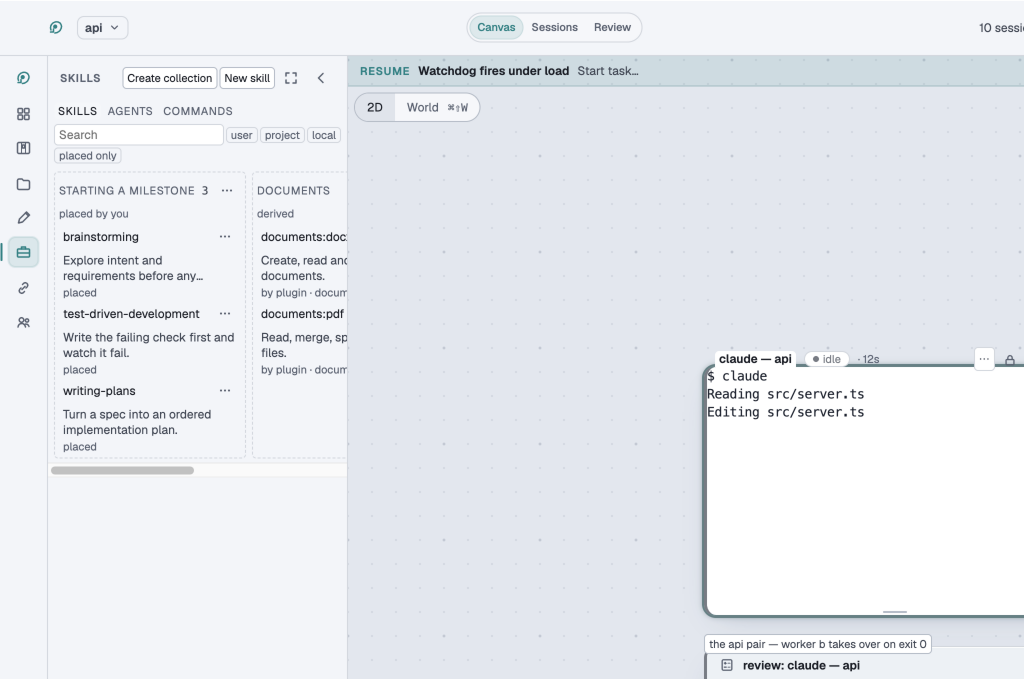 api
Canvas Sessions Review
10 sessi
SKILLS Create collection New skill
SKILLS AGENTS COMMANDS
Search user project local
placed only
STARTING A MILESTONE 3 ...
placed by you
brainstorming ...
Explore intent and
requirements before any…
placed
test-driven-development ...
Write the failing check first and
watch it fail.
placed
writing-plans ...
Turn a spec into an ordered
implementation plan.
placed
DOCUMENTS
derived
documents:doc
Create, read and
documents.
by plugin · docum
documents:pdf
Read, merge, sp
files.
by plugin · docum
RESUME Watchdog fires under load Start task…
2D World ⌘⇧W
claude — api idle · 12s ...
$ claude
Reading src/server.ts
Editing src/server.ts
the api pair — worker b takes over on exit 0
review: claude — api